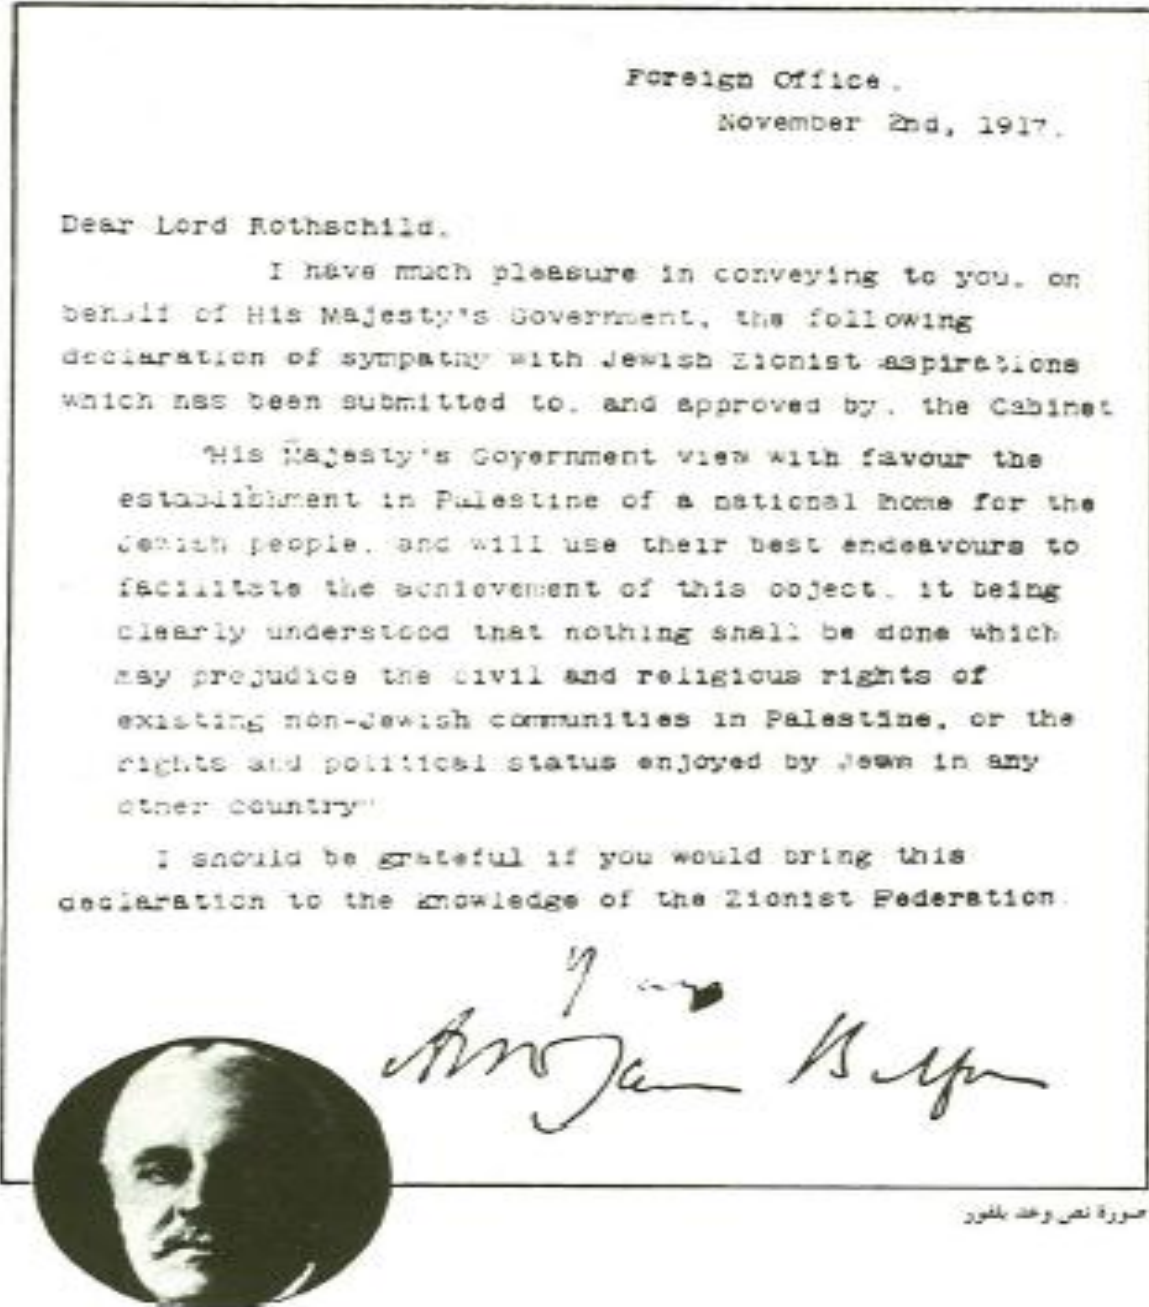 Foreign Office.
November 2nd, 1917.
Dear Lord Rothschild.
I have much pleasure in conveying to you, on
behalf of His Majesty's Government, the following
declaration of sympathy with Jewish Zionist aspirations
which has been submitted to, and approved by, the Cabinet
"His Majesty's Government view with favour the
establishment in Palestine of a national home for the
Jewish people, and will use their best endeavours to
facilitate the achievement of this object, it being
clearly understood that nothing shall be done which
may prejudice the civil and religious rights of
existing non-Jewish communities in Palestine, or the
rights and political status enjoyed by Jews in any
other country"
I should be grateful if you would bring this
declaration to the knowledge of the Zionist Federation.
Arthur James Balfour
صورة نص وعد بلفور